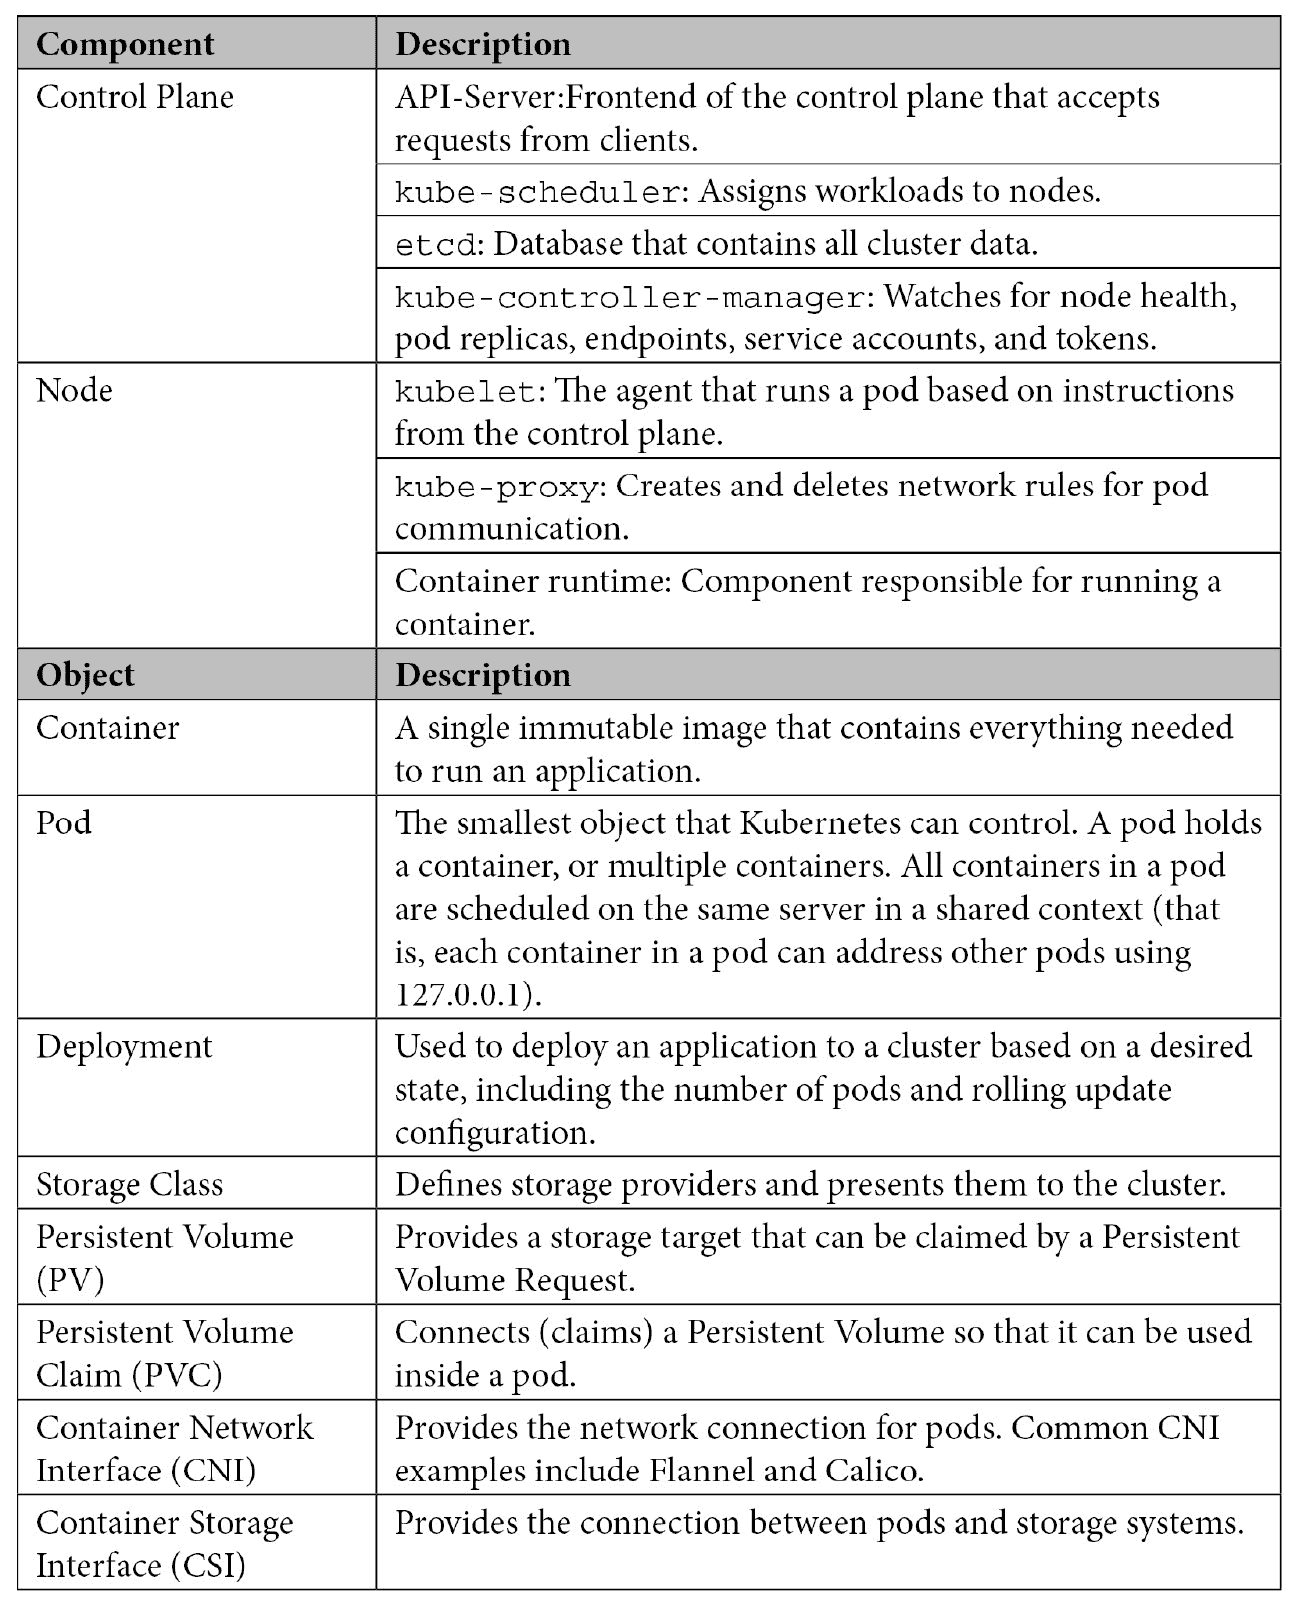 Component
Description
Control Plane
API-Server:Frontend of the control plane that accepts
requests from clients.
kube-scheduler: Assigns workloads to nodes.
etcd: Database that contains all cluster data.
kube-controller-manager: Watches for node health,
pod replicas, endpoints, service accounts, and tokens.
Node
kubelet: The agent that runs a pod based on instructions
from the control plane.
kube-proxy: Creates and deletes network rules for pod
communication.
Container runtime: Component responsible for running a
container.
Object
Description
Container
A single immutable image that contains everything needed
to run an application.
Pod
The smallest object that Kubernetes can control. A pod holds
a container, or multiple containers. All containers in a pod
are scheduled on the same server in a shared context (that
is, each container in a pod can address other pods using
127.0.0.1).
Deployment
Used to deploy an application to a cluster based on a desired
state, including the number of pods and rolling update
configuration.
Storage Class
Defines storage providers and presents them to the cluster.
Persistent Volume
(PV)
Provides a storage target that can be claimed by a Persistent
Volume Request.
Persistent Volume
Claim (PVC)
Connects (claims) a Persistent Volume so that it can be used
inside a pod.
Container Network
Interface (CNI)
Provides the network connection for pods. Common CNI
examples include Flannel and Calico.
Container Storage
Interface (CSI)
Provides the connection between pods and storage systems.